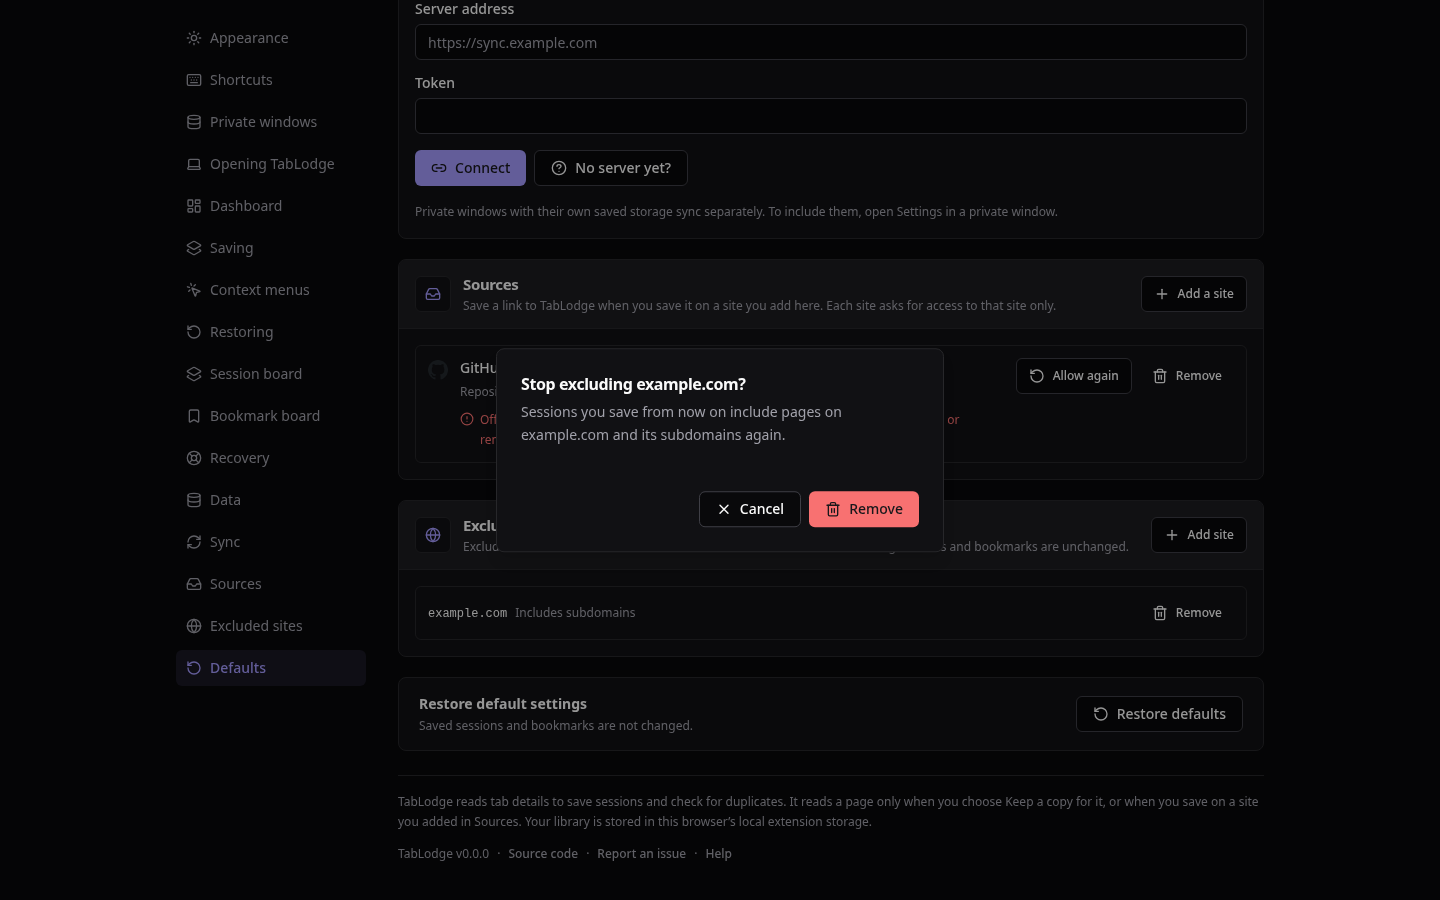 Server address
https://sync.example.com
Token
Connect
No server yet?
Private windows with their own saved storage sync separately. To include them, open Settings in a private window.
Appearance
Shortcuts
Private windows
Opening TabLodge
Dashboard
Saving
Context menus
Restoring
Session board
Bookmark board
Recovery
Data
Sync
Sources
Excluded sites
Defaults
Sources
Save a link to TabLodge when you save it on a site you add here. Each site asks for access to that site only.
Add a site
Allow again
Remove
or
Stop excluding example.com?
Sessions you save from now on include pages on
example.com and its subdomains again.
Cancel
Remove
and bookmarks are unchanged.
Add site
example.com Includes subdomains
Remove
Restore default settings
Saved sessions and bookmarks are not changed.
Restore defaults
TabLodge reads tab details to save sessions and check for duplicates. It reads a page only when you choose Keep a copy for it, or when you save on a site
you added in Sources. Your library is stored in this browser’s local extension storage.
TabLodge v0.0.0 · Source code · Report an issue · Help